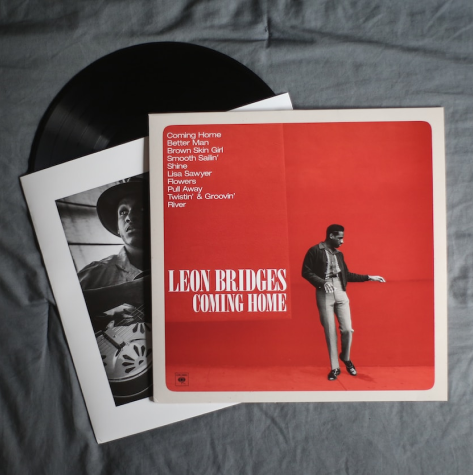 Coming Home
Better Man
Brown Skin Girl
Smooth Sailin'
Shine
Lisa Sawyer
Flowers
Pull Away
Twistin' & Groovin'
River
LEON BRIDGES
COMING HOME